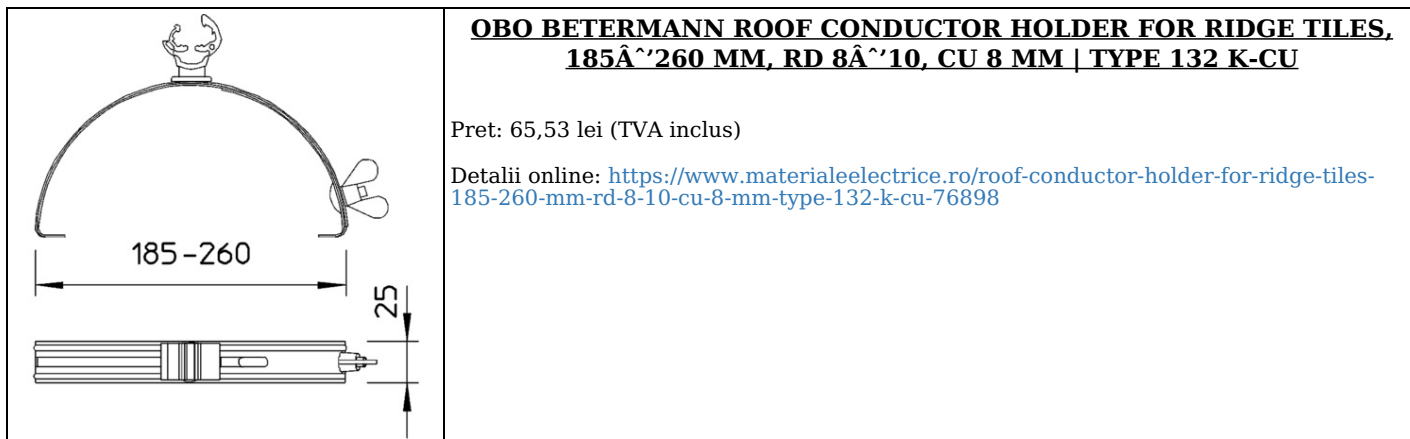 OBO BETERMANN ROOF CONDUCTOR HOLDER FOR RIDGE TILES,
185Âˆ’260 MM, RD 8Âˆ’10, CU 8 MM | TYPE 132 K-CU
Pret: 65,53 lei (TVA inclus)
Detalii online: https://www.materialeelectrice.ro/roof-conductor-holder-for-ridge-tiles-
185-260-mm-rd-8-10-cu-8-mm-type-132-k-cu-76898
185-260
25